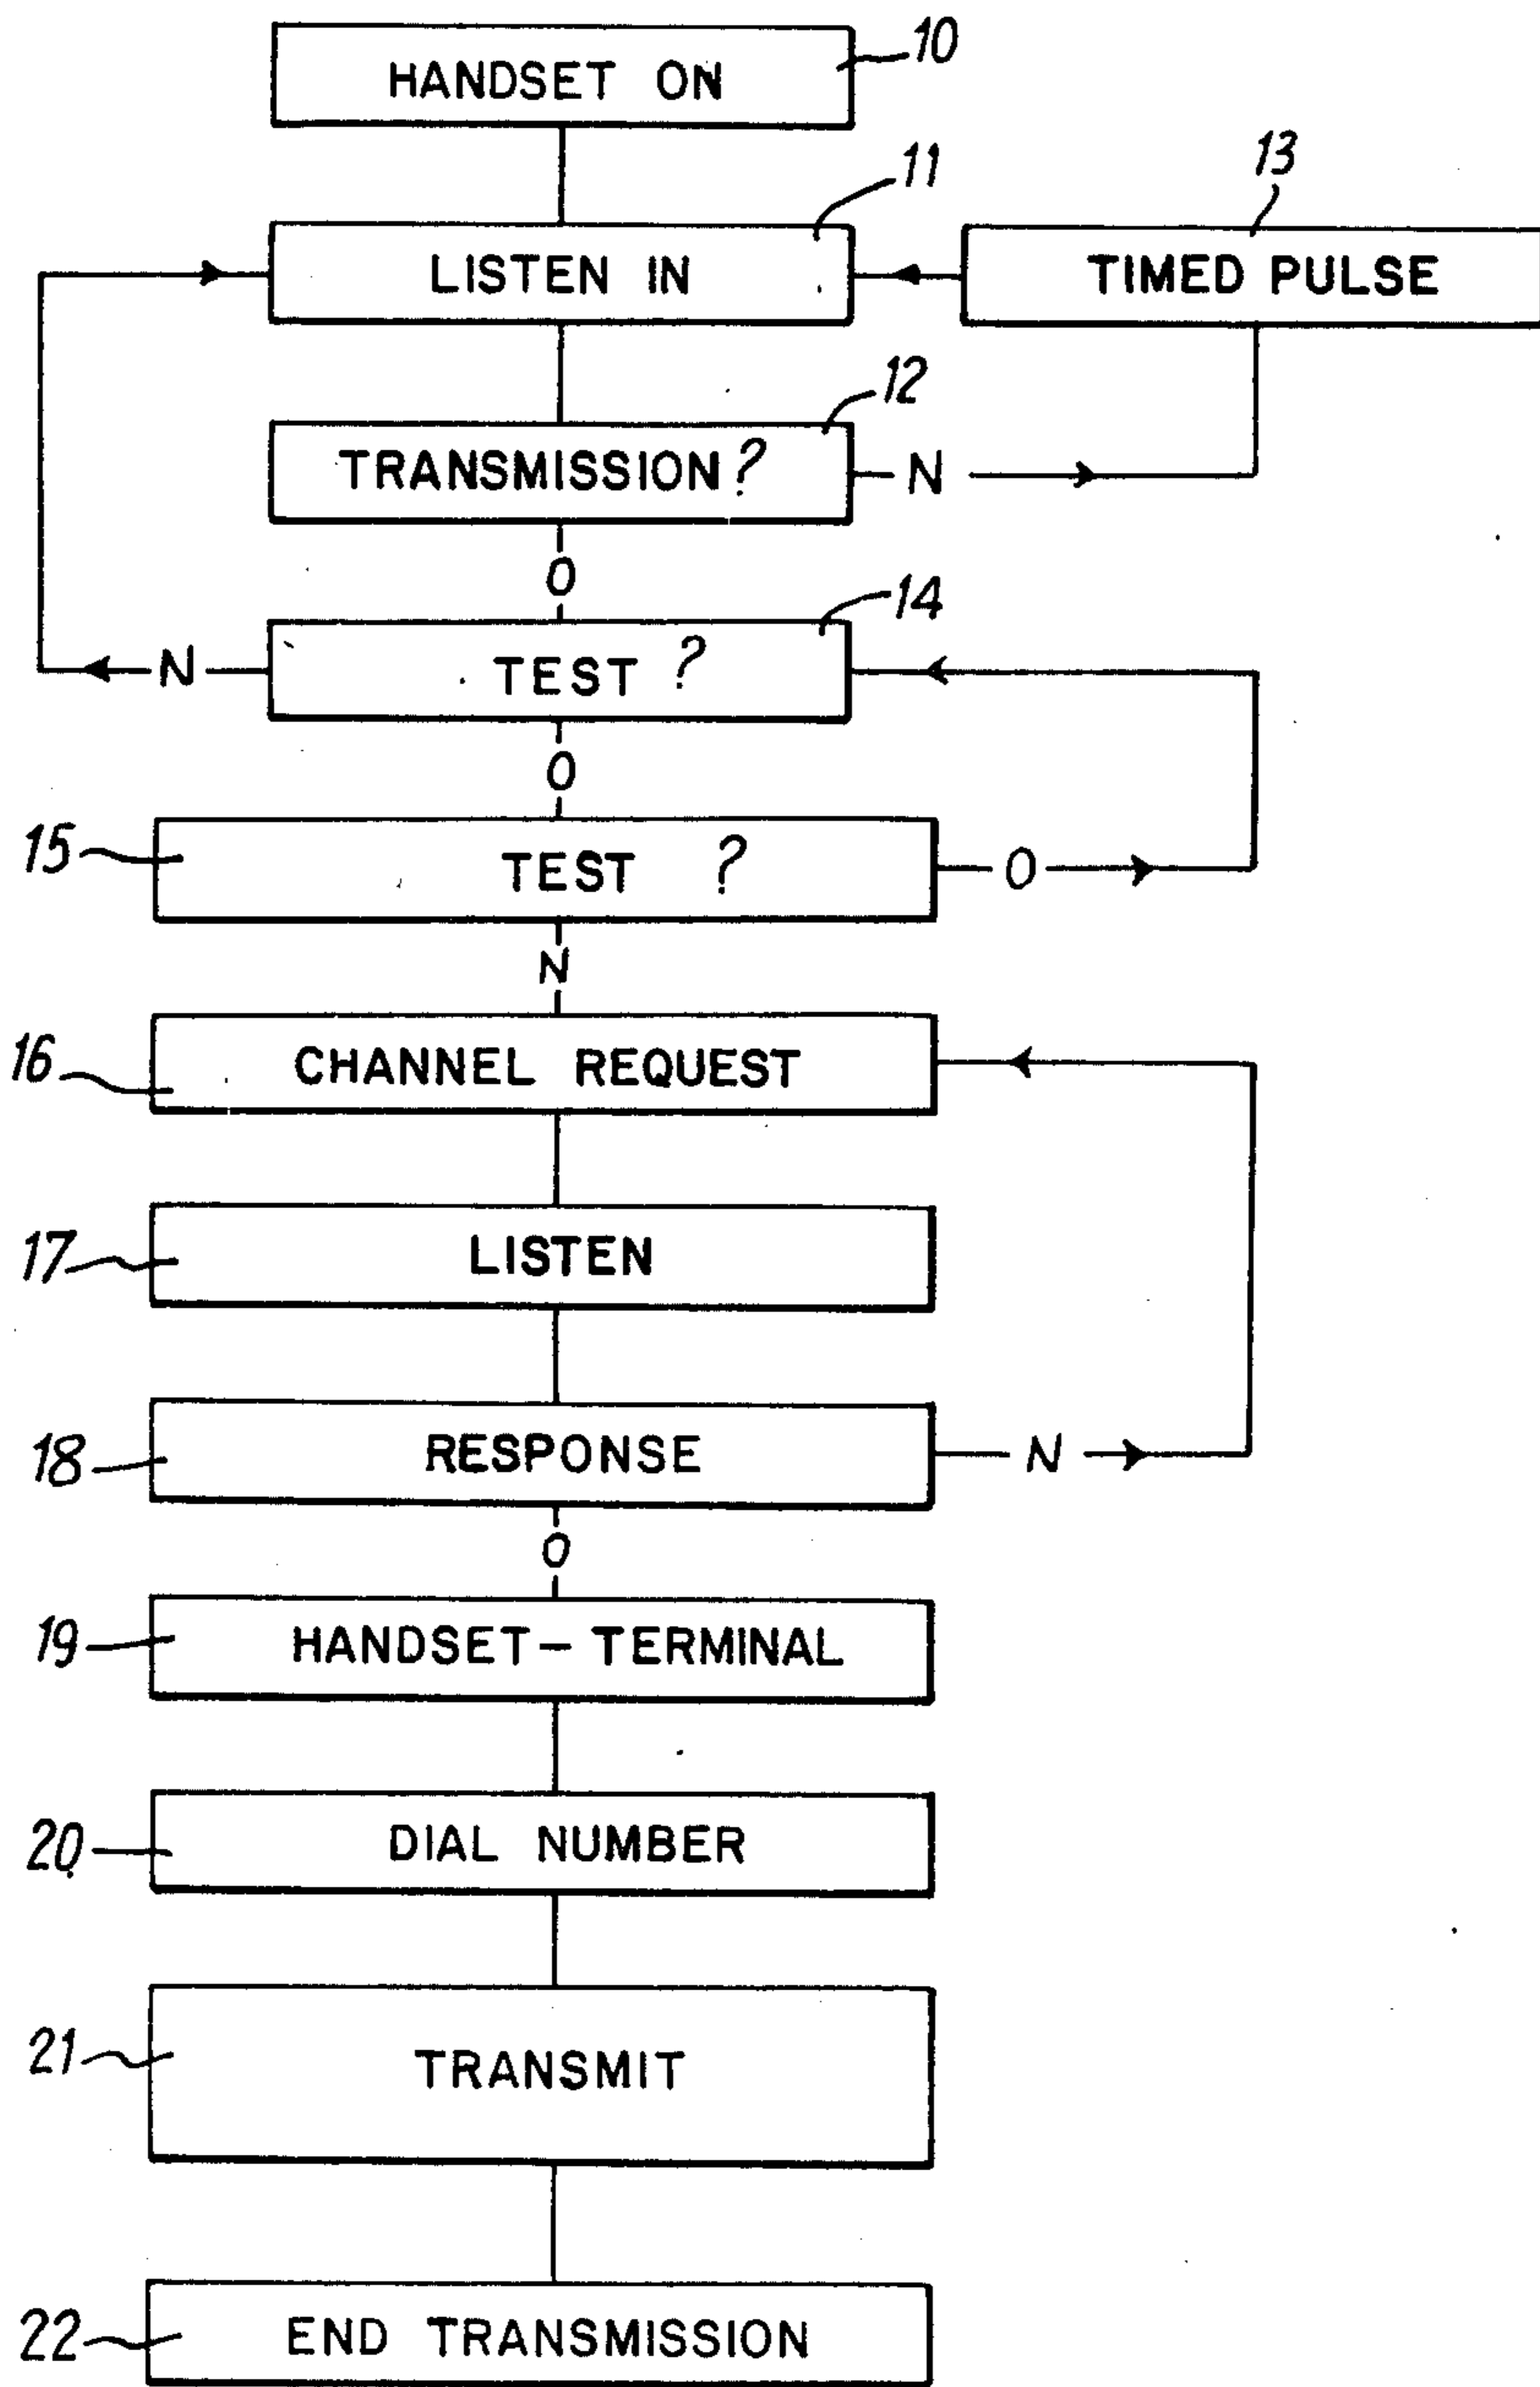 10
HANDSET ON
11
13
LISTEN IN
TIMED PULSE
12
TRANSMISSION?
N
O
14
N
TEST ?
O
15
TEST ?
O
N
16
CHANNEL REQUEST
17
LISTEN
18
RESPONSE
N
O
19
HANDSET-TERMINAL
20
DIAL NUMBER
21
TRANSMIT
22
END TRANSMISSION